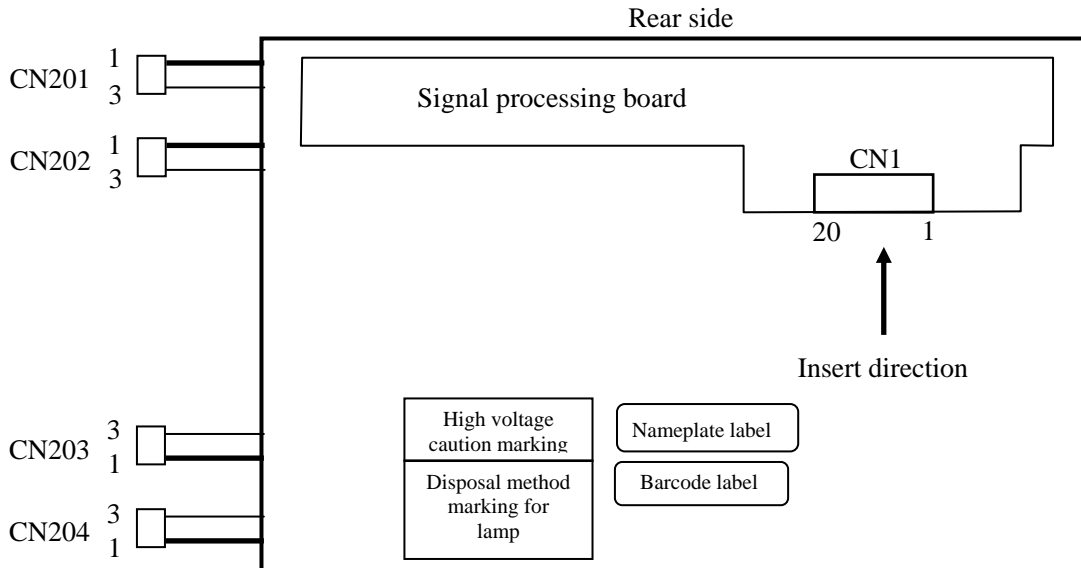 Rear side
1
CN201
3
Signal processing board
1
CN202
3
CN1
20 1
Insert direction
3
CN203
1
High voltage
caution marking
Nameplate label
Disposal method
marking for
lamp
Barcode label
3
CN204
1